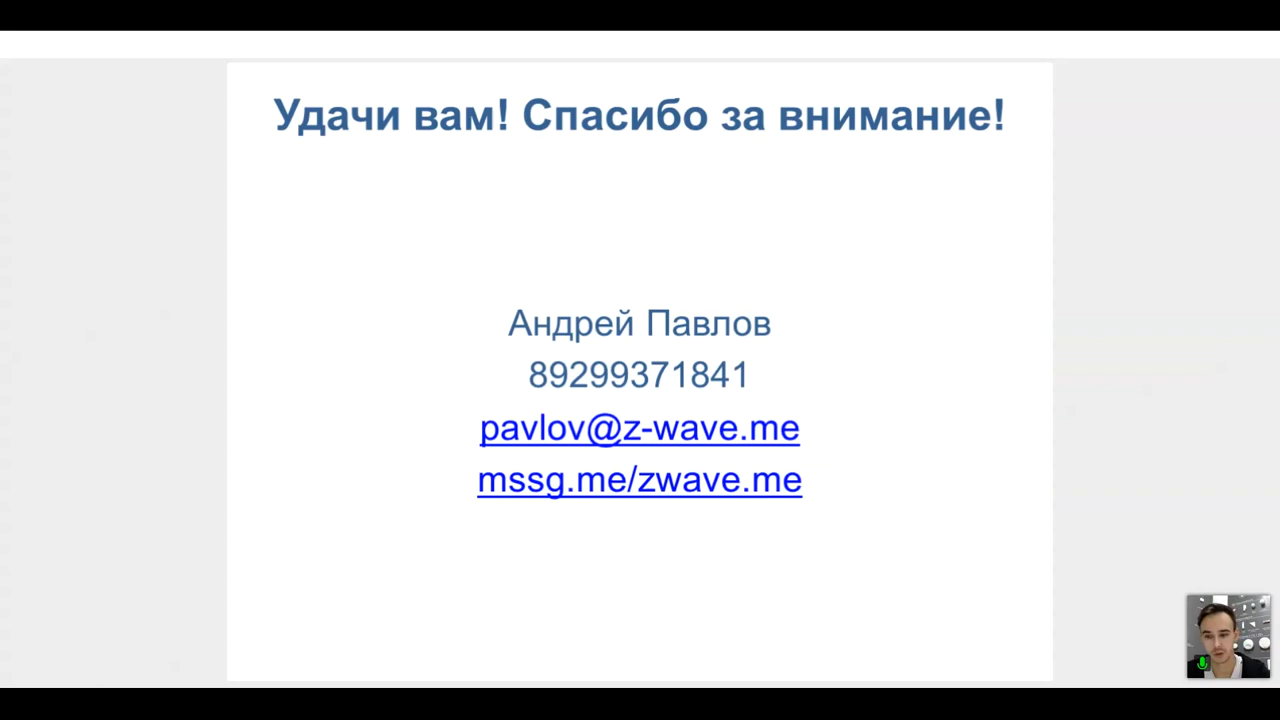 Удачи вам! Спасибо за внимание!
Андрей Павлов
89299371841
pavlov@z-wave.me
mssg.me/zwave.me